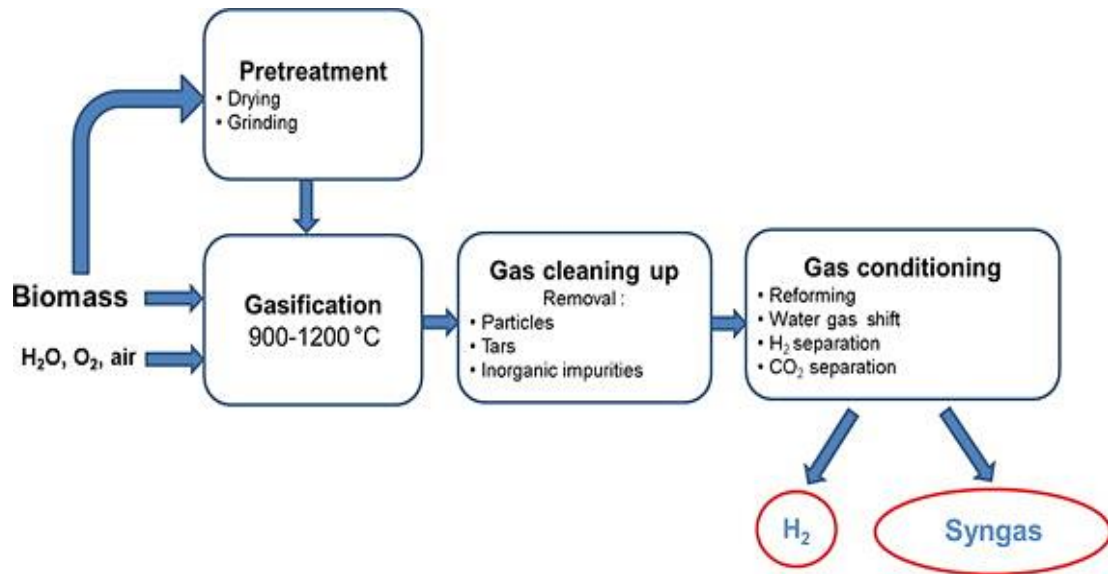 Pretreatment
• Drying
• Grinding
Biomass
H₂O, O₂, air
Gasification
900-1200 °C
Gas cleaning up
Removal :
• Particles
• Tars
• Inorganic impurities
Gas conditioning
• Reforming
• Water gas shift
• H₂ separation
• CO₂ separation
H₂
Syngas